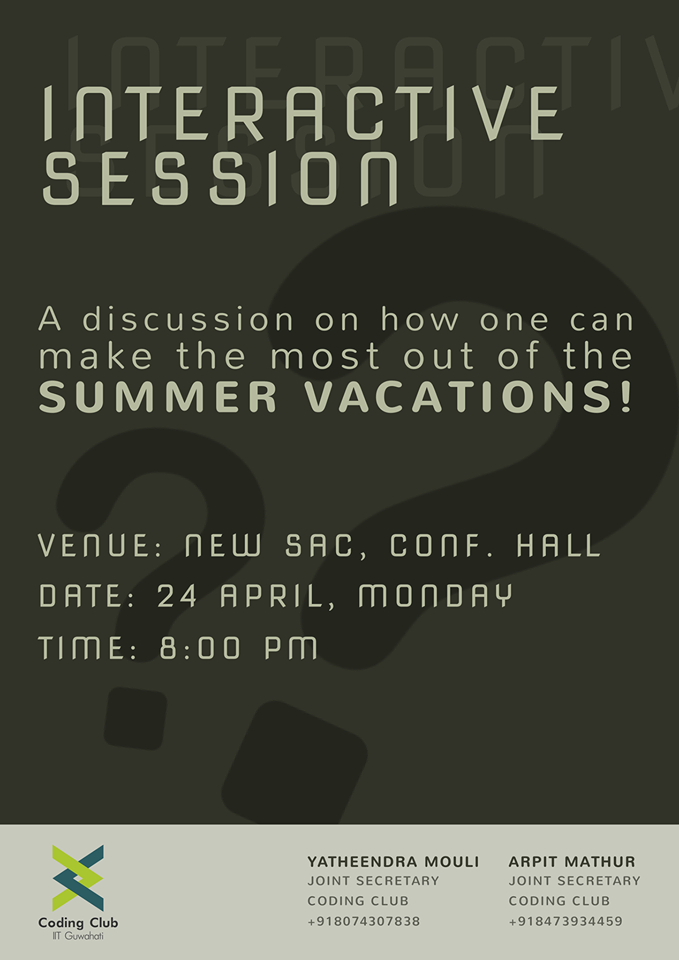 INTERACTIVE
SESSION
A discussion on how one can
make the most out of the
SUMMER VACATIONS!
VENUE: NEW SAC, CONF. HALL
DATE: 24 APRIL, MONDAY
TIME: 8:00 PM
Coding Club
IIT Guwahati
YATHEENDRA MOULI
JOINT SECRETARY
CODING CLUB
+918074307838
ARPIT MATHUR
JOINT SECRETARY
CODING CLUB
+918473934459